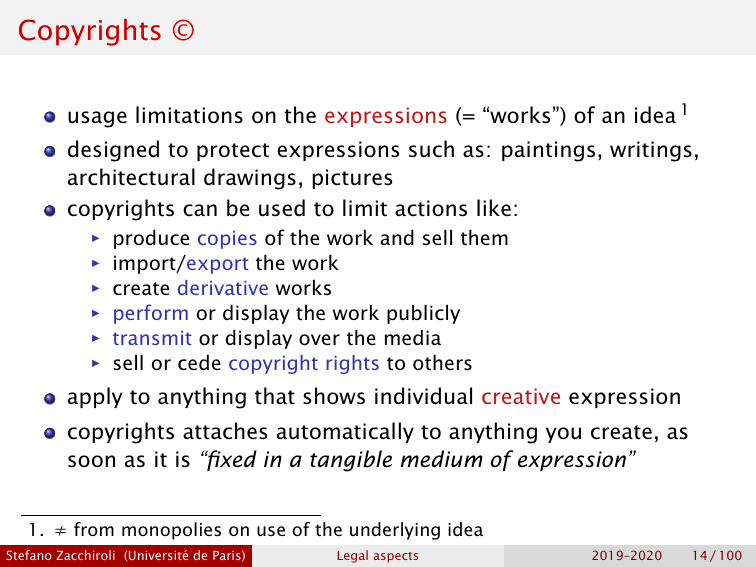 Copyrights ©
usage limitations on the expressions (= “works”) of an idea 1
designed to protect expressions such as: paintings, writings,
architectural drawings, pictures
copyrights can be used to limit actions like:
produce copies of the work and sell them
import/export the work
create derivative works
perform or display the work publicly
transmit or display over the media
sell or cede copyright rights to others
apply to anything that shows individual creative expression
copyrights attaches automatically to anything you create, as
soon as it is “fixed in a tangible medium of expression”
1. ≠ from monopolies on use of the underlying idea
Stefano Zacchiroli (Université de Paris) Legal aspects 2019–2020 14 / 100